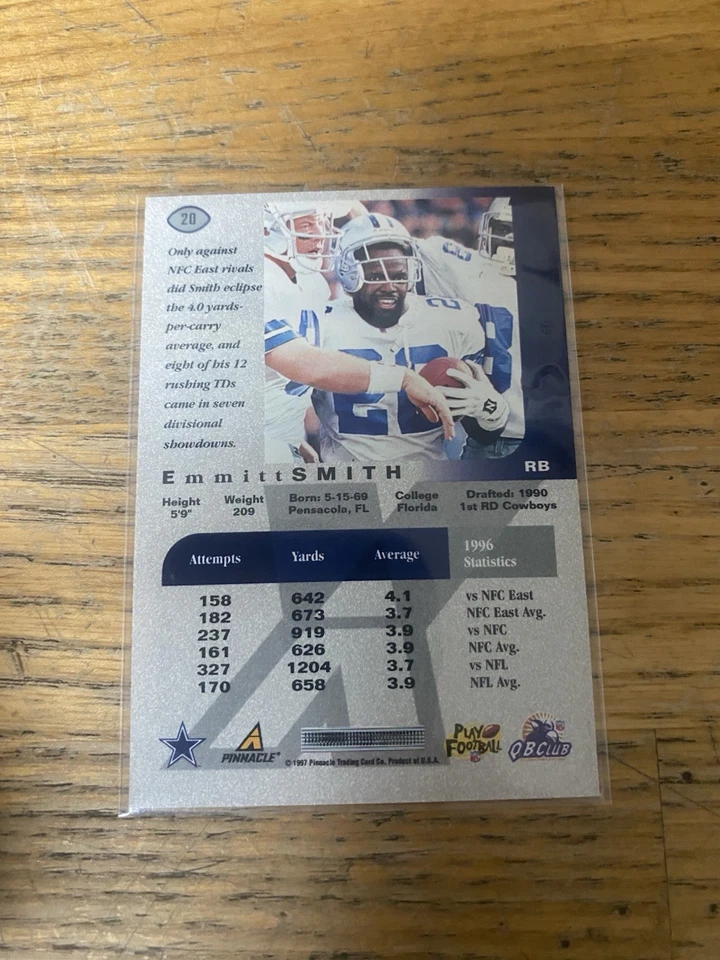 20
Only against
NFC East rivals
did Smith eclipse
the 4.0 yards-
per-carry
average, and
eight of his 12
rushing TDs
came in seven
divisional
showdowns.
22
2
EmmittSMITH
RB
Height Weight Born: 5-15-69 College Drafted: 1990
5'9" 209 Pensacola, FL Florida 1st RD Cowboys
Attempts Yards Average 1996 Statistics
158 642 4.1 vs NFC East
182 673 3.7 NFC East Avg.
237 919 3.9 vs NFC
161 626 3.9 NFC Avg.
327 1204 3.7 vs NFL
170 658 3.9 NFL Avg.
PINNACLE®
PLAY FOOTBALL
QB CLUB
©1997 Pinnacle Trading Card Co. Product of U.S.A.